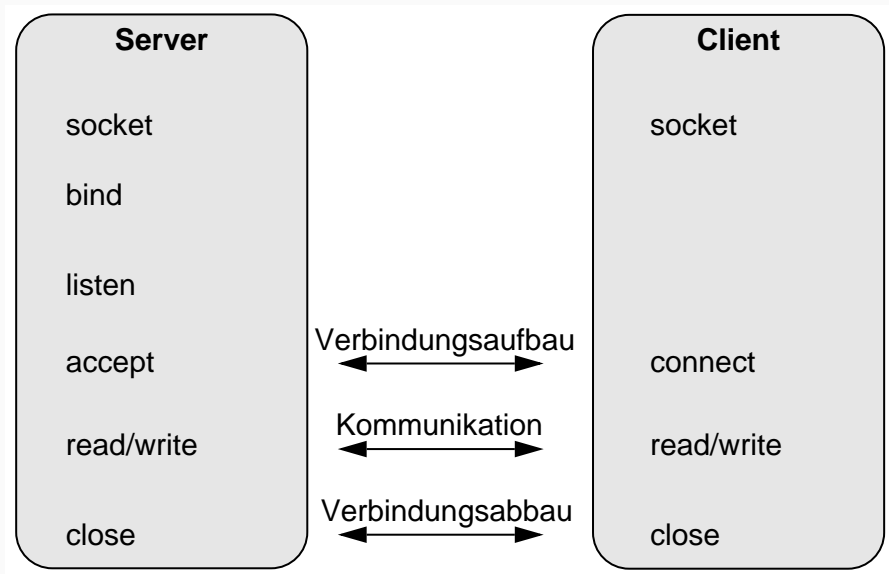 Server
Client
socket
socket
bind
listen
Verbindungsaufbau
accept
connect
Kommunikation
read/write
read/write
Verbindungsabbau
close
close